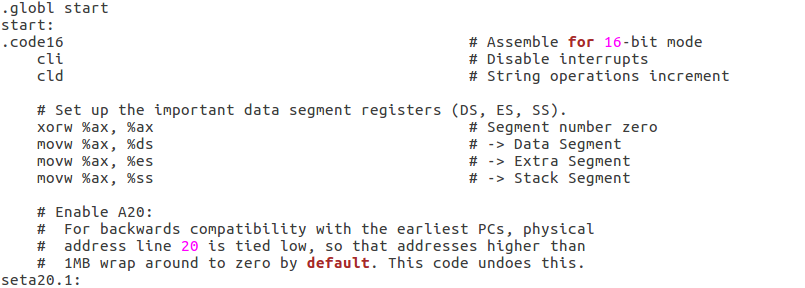 .globl start
start:
.code16                                             # Assemble for 16-bit mode
    cli                                             # Disable interrupts
    cld                                             # String operations increment

    # Set up the important data segment registers (DS, ES, SS).
    xorw %ax, %ax                                   # Segment number zero
    movw %ax, %ds                                   # -> Data Segment
    movw %ax, %es                                   # -> Extra Segment
    movw %ax, %ss                                   # -> Stack Segment

    # Enable A20:
    #  For backwards compatibility with the earliest PCs, physical
    #  address line 20 is tied low, so that addresses higher than
    #  1MB wrap around to zero by default. This code undoes this.
seta20.1: